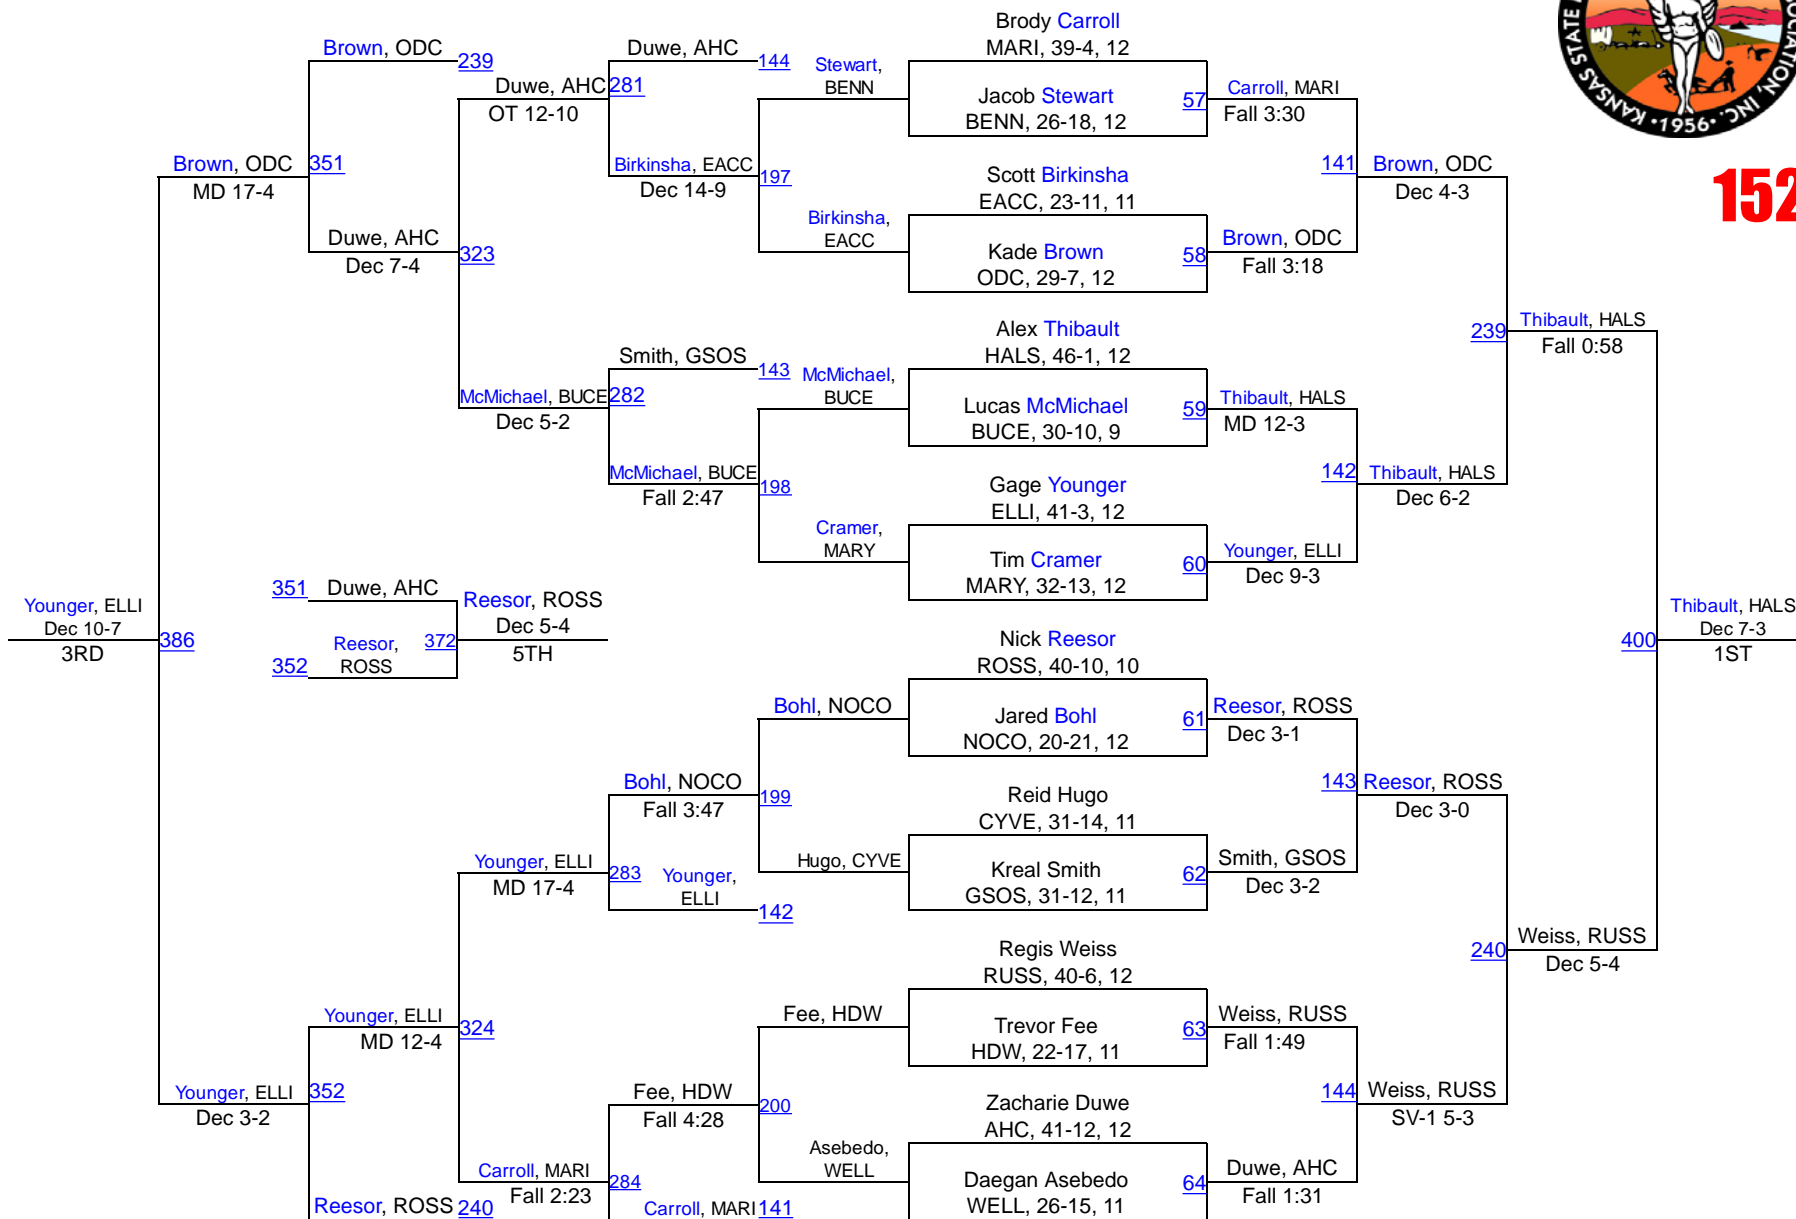 Brody Carroll
MARI, 39-4, 12
KANSAS STATE
OCIATION, INC.
•1956•
152
Brown, ODC
239
Duwe, AHC
144
Stewart,
BENN
Duwe, AHC
281
OT 12-10
Jacob Stewart
BENN, 26-18, 12
57
Carroll, MARI
Fall 3:30
Brown, ODC
351
MD 17-4
Birkinsha, EACC
197
Dec 14-9
Scott Birkinsha
EACC, 23-11, 11
141
Brown, ODC
Dec 4-3
Duwe, AHC
Dec 7-4
323
Birkinsha,
EACC
Kade Brown
ODC, 29-7, 12
58
Brown, ODC
Fall 3:18
Alex Thibault
HALS, 46-1, 12
239
Thibault, HALS
Fall 0:58
Smith, GSOS
143
McMichael,
BUCE
McMichael, BUCE
282
Dec 5-2
Lucas McMichael
BUCE, 30-10, 9
59
Thibault, HALS
MD 12-3
McMichael, BUCE
198
Fall 2:47
Gage Younger
ELLI, 41-3, 12
142
Thibault, HALS
Dec 6-2
Cramer,
MARY
Tim Cramer
MARY, 32-13, 12
60
Younger, ELLI
Dec 9-3
351
Duwe, AHC
Reesor, ROSS
Dec 5-4
5TH
Younger, ELLI
Dec 10-7
3RD
386
Reesor,
ROSS
352
372
Nick Reesor
ROSS, 40-10, 10
400
Thibault, HALS
Dec 7-3
1ST
Bohl, NOCO
Jared Bohl
NOCO, 20-21, 12
61
Reesor, ROSS
Dec 3-1
Bohl, NOCO
199
Fall 3:47
Reid Hugo
CYVE, 31-14, 11
143
Reesor, ROSS
Dec 3-0
Younger, ELLI
283
MD 17-4
Younger,
ELLI
142
Hugo, CYVE
Kreal Smith
GSOS, 31-12, 11
62
Smith, GSOS
Dec 3-2
Regis Weiss
RUSS, 40-6, 12
240
Weiss, RUSS
Dec 5-4
Younger, ELLI
324
MD 12-4
Fee, HDW
Trevor Fee
HDW, 22-17, 11
63
Weiss, RUSS
Fall 1:49
Younger, ELLI
352
Dec 3-2
Fee, HDW
200
Fall 4:28
Zacharie Duwe
AHC, 41-12, 12
144
Weiss, RUSS
SV-1 5-3
Asebedo,
WELL
Carroll, MARI
284
Fall 2:23
Daegan Asebedo
WELL, 26-15, 11
64
Duwe, AHC
Fall 1:31
Reesor, ROSS
240
Carroll, MARI
141